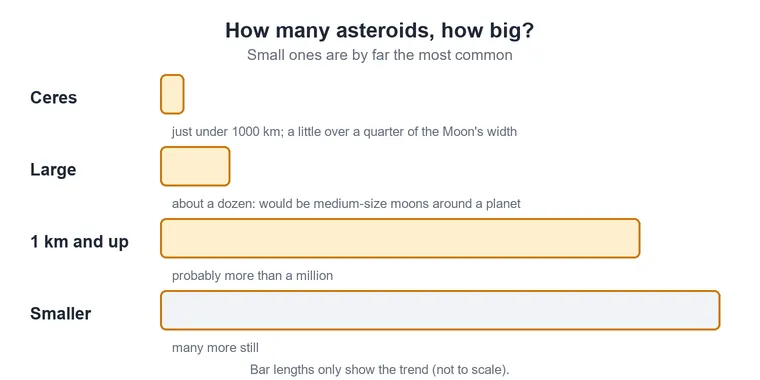 How many asteroids, how big?
Small ones are by far the most common
Ceres
just under 1000 km; a little over a quarter of the Moon's width
Large
about a dozen: would be medium-size moons around a planet
1 km and up
probably more than a million
Smaller
many more still
Bar lengths only show the trend (not to scale).